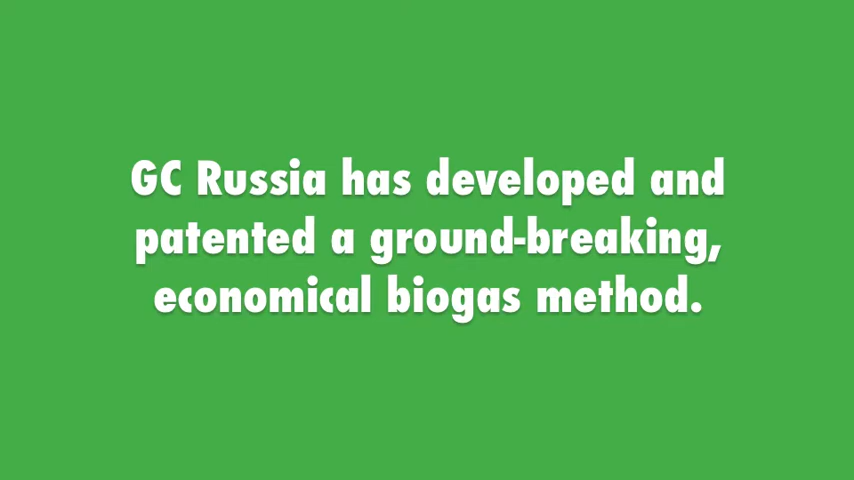 GC Russia has developed and
patented a ground-breaking,
economical biogas method.